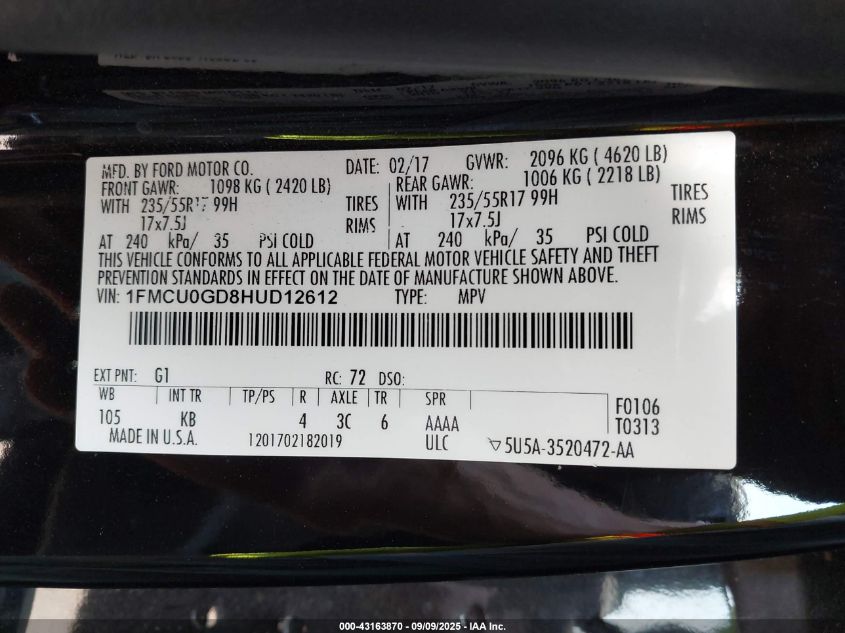 MFD. BY FORD MOTOR CO. DATE: 02/17 GVWR: 2096 KG ( 4620 LB)
FRONT GAWR: 1098 KG ( 2420 LB) REAR GAWR: 1006 KG ( 2218 LB)
WITH 235/55R17 99H TIRES WITH 235/55R17 99H TIRES
17x7.5J RIMS 17x7.5J RIMS
AT 240 kPa/ 35 PSI COLD AT 240 kPa/ 35 PSI COLD
THIS VEHICLE CONFORMS TO ALL APPLICABLE FEDERAL MOTOR VEHICLE SAFETY AND THEFT
PREVENTION STANDARDS IN EFFECT ON THE DATE OF MANUFACTURE SHOWN ABOVE.
VIN: 1FMCU0GD8HUD12612 TYPE: MPV
EXT PNT: G1 RC: 72 DSO:
WB INT TR TP/PS R AXLE TR SPR F0106
105 KB 4 3C 6 AAAA T0313
MADE IN U.S.A. 1201702182019 ULC 5U5A-3520472-AA
000-43163870 - 09/09/2025 - IAA Inc.